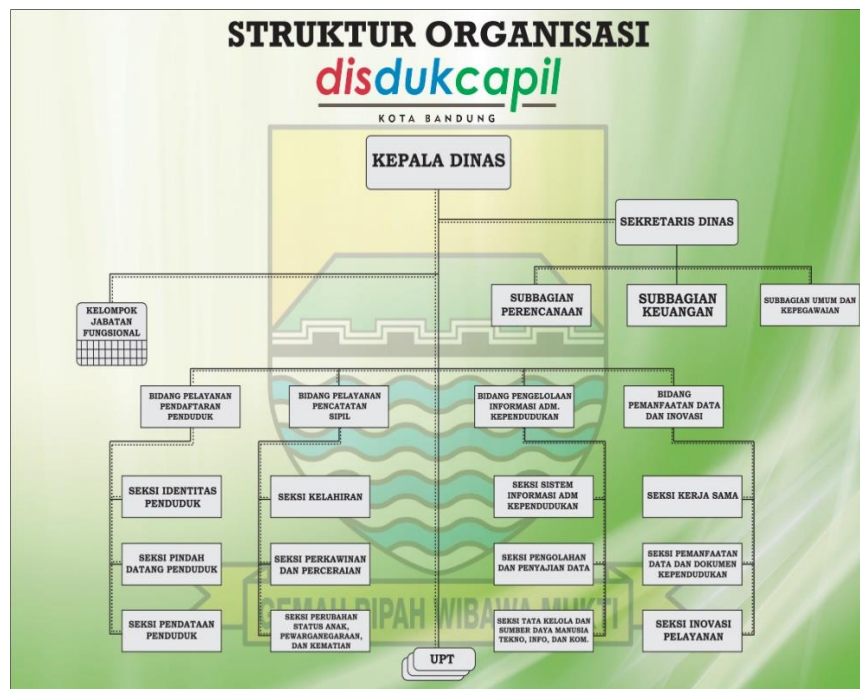 STRUKTUR ORGANISASI
disdukcapil
KOTA BANDUNG
KEPALA DINAS
SEKRETARIS DINAS
KELOMPOK
JABATAN
FUNGSIONAL
SUBBAGIAN
PERENCANAAN
SUBBAGIAN
KEUANGAN
SUBBAGIAN UMUM DAN
KEPEGAWAIAN
BIDANG PELAYANAN
PENDAFTARAN
PENDUDUK
BIDANG PELAYANAN
PENCATATAN
SIPIL
BIDANG PENGELOLAAN
INFORMASI ADM.
KEPENDUDUKAN
BIDANG
PEMANFAATAN DATA
DAN INOVASI
SEKSI IDENTITAS
PENDUDUK
SEKSI KELAHIRAN
SEKSI SISTEM
INFORMASI ADM
KEPENDUDUKAN
SEKSI KERJA SAMA
SEKSI PINDAH
DATANG PENDUDUK
SEKSI PERKAWINAN
DAN PERCERAIAN
SEKSI PENGOLAHAN
DAN PENYAJIAN DATA
SEKSI PEMANFAATAN
DATA DAN DOKUMEN
KEPENDUDUKAN
SEKSI PENDATAAN
PENDUDUK
SEKSI PERUBAHAN
STATUS ANAK,
PEWARGANEGARAAN,
DAN KEMATIAN
SEKSI TATA KELOLA DAN
SUMBER DAYA MANUSIA
TEKNO, INFO, DAN KOM.
SEKSI INOVASI
PELAYANAN
GEMAH RIPAH WIBAWA MUKTI
UPT